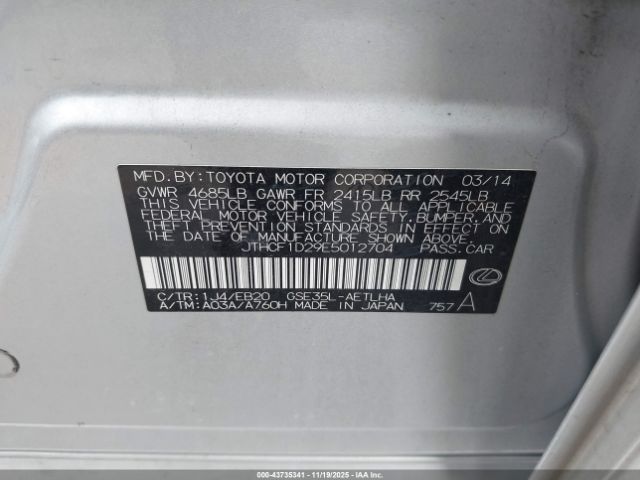 MFD.BY:TOYOTA MOTOR CORPORATION 03/14
GVWR 4685LB GAWR FR 2415LB RR 2545LB
THIS VEHICLE CONFORMS TO ALL APPLICABLE
FEDERAL MOTOR VEHICLE SAFETY,BUMPER,AND
THEFT PREVENTION STANDARDS IN EFFECT ON
THE DATE OF MANUFACTURE SHOWN ABOVE.
JTHCF1D29E5012704 PASS.CAR
C/TR:1J4/EB20 GSE35L-AETLHA
A/TM:A03A/A760H MADE IN JAPAN 757 A
000-43735341 - 11/19/2025 - IAAI.COM